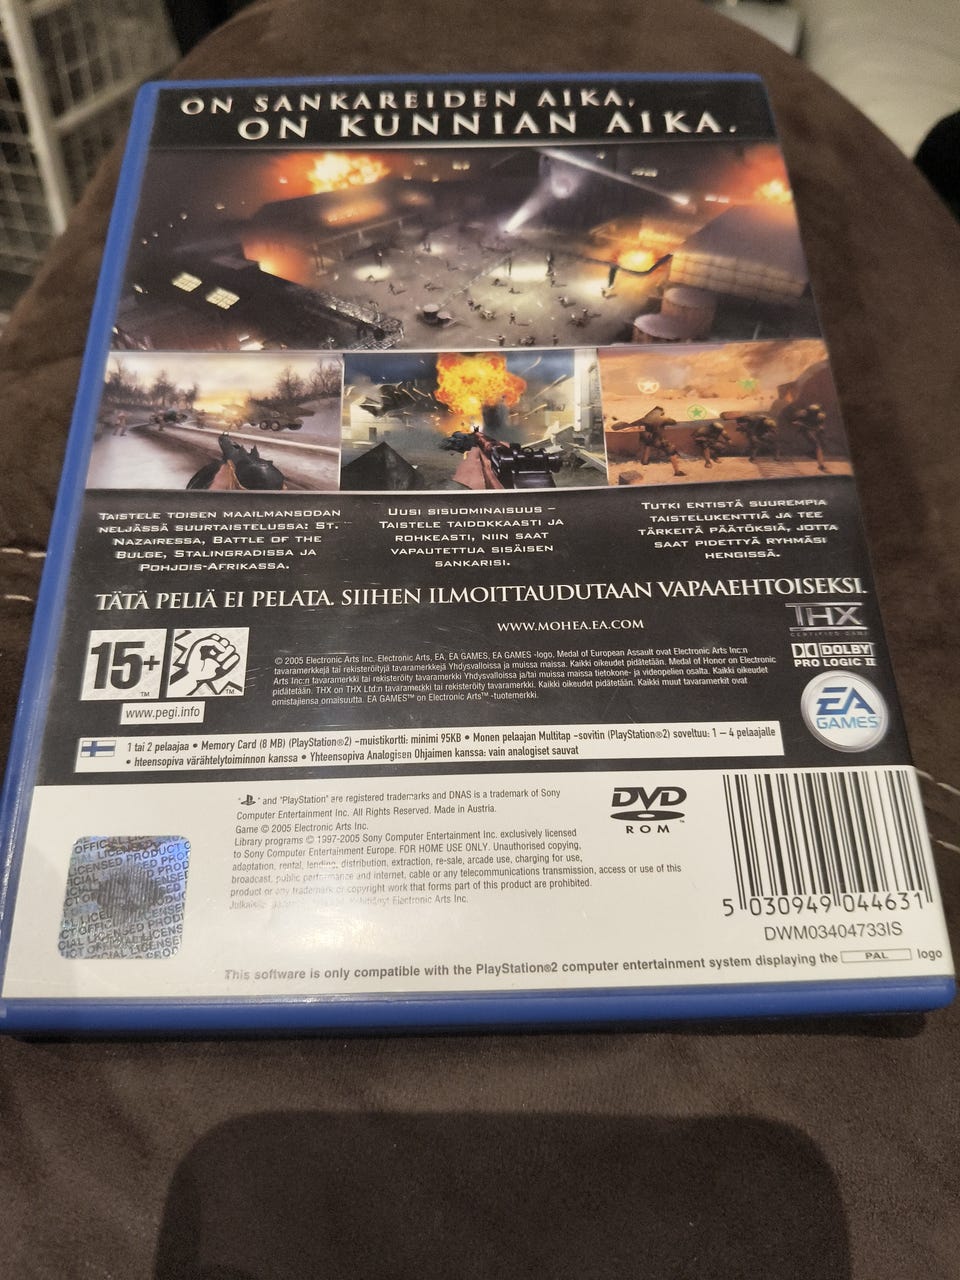 ON SANKAREIDEN AIKA.
ON KUNNIAN AIKA.
TAISTELE TOISEN MAAILMANSODAN
NELJÄSSÄ SUURTAISTELUSSA: ST.
NAZAIRESSA, BATTLE OF THE
BULGE, STALINGRADISSA JA
POHJOIS-AFRIKASSA.
UUSI SISUOMINAISUUS –
TAISTELE TAIDOKKAASTI JA
ROHKEASTI, NIIN SAAT
VAPAUTETTUA SISÄISEN
SANKARISI.
TUTKI ENTISTÄ SUUREMPIA
TAISTELUKENTTIÄ JA TEE
TÄRKEITÄ PÄÄTÖKSIÄ, JOTTA
SAAT PIDETTYÄ RYHMÄSI
HENGISSÄ.
TÄTÄ PELIÄ EI PELATA. SIIHEN ILMOITTAUDUTAAN VAPAAEHTOISEKSI.
WWW.MOHEA.EA.COM
THX
CERTIFIED GAME
DOLBY
PRO LOGIC II
EA
GAMES™
15+
™
™
www.pegi.info
© 2005 Electronic Arts Inc. Electronic Arts, EA, EA GAMES, EA GAMES -logo, Medal of European Assault ovat Electronic Arts Inc:n
tavaramerkkejä tai rekisteröityjä tavaramerkkejä Yhdysvalloissa ja muissa maissa. Kaikki oikeudet pidätetään. Medal of Honor on Electronic
Arts Inc:n tavaramerkki tai rekisteröity tavaramerkki Yhdysvalloissa ja/tai muissa maissa tietokone- ja videopelien osalta. Kaikki oikeudet
pidätetään. THX on THX Ltd:n tavaramerkki tai rekisteröity tavaramerkki. Kaikki oikeudet pidätetään. Kaikki muut tavaramerkit ovat
omistajiensa omaisuutta. EA GAMES™ on Electronic Arts™ -tuotemerkki.
1 tai 2 pelaajaa • Memory Card (8 MB) (PlayStation®2) –muistikortti: minimi 95KB • Monen pelaajan Multitap –sovitin (PlayStation®2) soveltuu: 1 – 4 pelaajalle
• hteensopiva värähtelytoiminnon kanssa • Yhteensopiva Analogisen Ohjaimen kanssa: vain analogiset sauvat
" " and "PlayStation" are registered trademarks and DNAS is a trademark of Sony
Computer Entertainment Inc. All Rights Reserved. Made in Austria.
Game © 2005 Electronic Arts Inc.
Library programs © 1997-2005 Sony Computer Entertainment Inc. exclusively licensed
to Sony Computer Entertainment Europe. FOR HOME USE ONLY. Unauthorised copying,
adaptation, rental, lending, distribution, extraction, re-sale, arcade use, charging for use,
broadcast, public performance and internet, cable or any telecommunications transmission, access or use of this
product or any trademark or copyright work that forms part of this product are prohibited.
Electronic Arts Inc.
DVD
ROM
5 030949 044631
DWM03404733IS
This software is only compatible with the PlayStation®2 computer entertainment system displaying the PAL logo
OFFICIAL
LICENSED PRODUCT